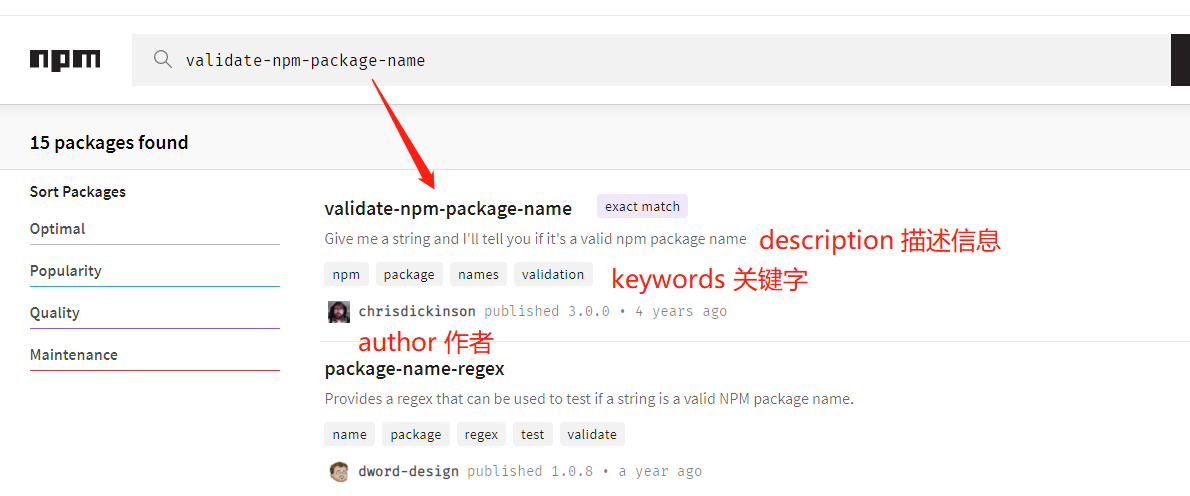 npm
validate-npm-package-name
15 packages found
Sort Packages
Optimal
Popularity
Quality
Maintenance
validate-npm-package-name exact match
Give me a string and I'll tell you if it's a valid npm package name description 描述信息
npm package names validation keywords 关键字
chrisdickinson published 3.0.0 • 4 years ago
author 作者
package-name-regex
Provides a regex that can be used to test if a string is a valid NPM package name.
name package regex test validate
dword-design published 1.0.8 • a year ago